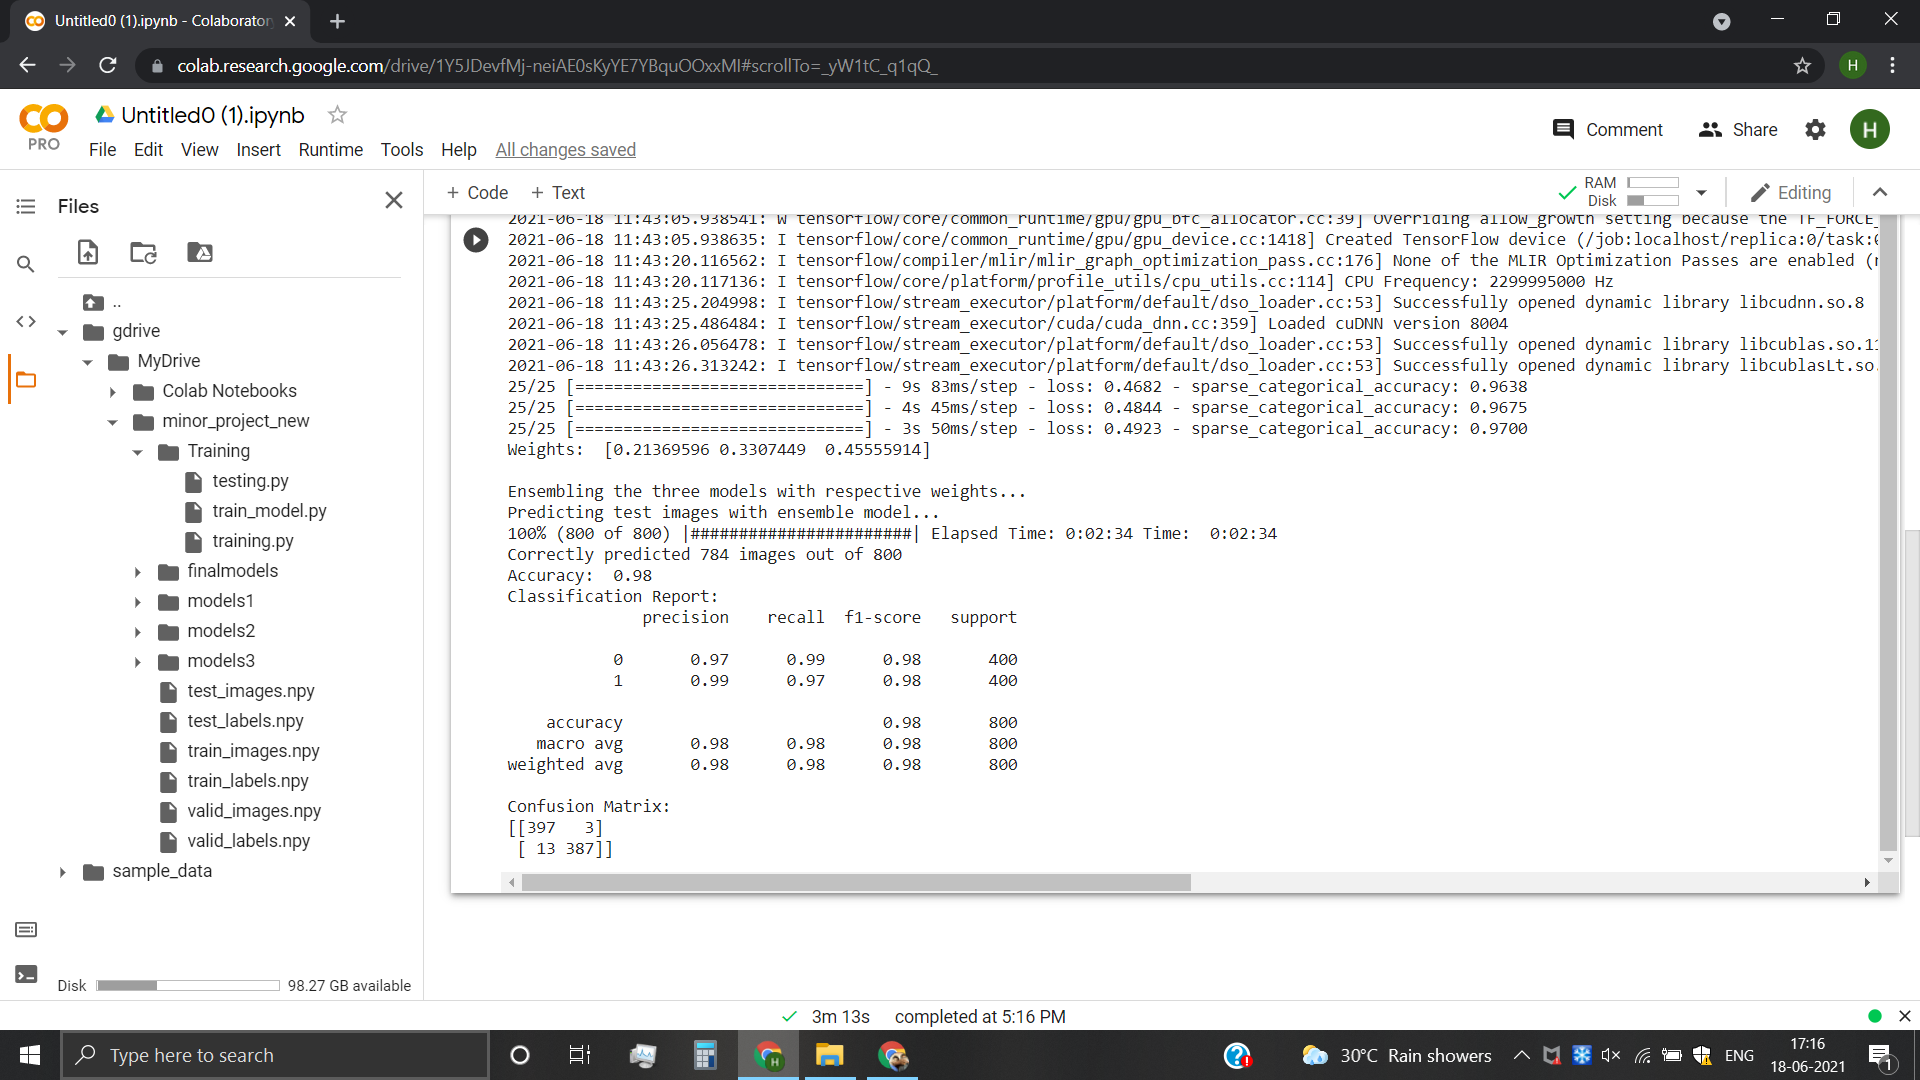 Untitled0 (1).ipynb - Colaborator
colab.research.google.com/drive/1Y5JDevfMj-neiAE0sKyYE7YBquOOxxMI#scrollTo=_yW1tC_q1qQ_
H
CO
PRO
Untitled0 (1).ipynb
Comment
Share
H
File Edit View Insert Runtime Tools Help All changes saved
Files
+ Code + Text
RAM
Disk
Editing
..
gdrive
MyDrive
Colab Notebooks
minor_project_new
Training
testing.py
train_model.py
training.py
finalmodels
models1
models2
models3
test_images.npy
test_labels.npy
train_images.npy
train_labels.npy
valid_images.npy
valid_labels.npy
sample_data
Disk 98.27 GB available
2021-06-18 11:43:05.938541: W tensorflow/core/common_runtime/gpu/gpu_bfc_allocator.cc:39] Overriding allow_growth setting because the TF_FORCE_
2021-06-18 11:43:05.938635: I tensorflow/core/common_runtime/gpu/gpu_device.cc:1418] Created TensorFlow device (/job:localhost/replica:0/task:0
2021-06-18 11:43:20.116562: I tensorflow/compiler/mlir/mlir_graph_optimization_pass.cc:176] None of the MLIR Optimization Passes are enabled (r
2021-06-18 11:43:20.117136: I tensorflow/core/platform/profile_utils/cpu_utils.cc:114] CPU Frequency: 2299995000 Hz
2021-06-18 11:43:25.204998: I tensorflow/stream_executor/platform/default/dso_loader.cc:53] Successfully opened dynamic library libcudnn.so.8
2021-06-18 11:43:25.486484: I tensorflow/stream_executor/cuda/cuda_dnn.cc:359] Loaded cuDNN version 8004
2021-06-18 11:43:26.056478: I tensorflow/stream_executor/platform/default/dso_loader.cc:53] Successfully opened dynamic library libcublas.so.11
2021-06-18 11:43:26.313242: I tensorflow/stream_executor/platform/default/dso_loader.cc:53] Successfully opened dynamic library libcublasLt.so.
25/25 [==============================] - 9s 83ms/step - loss: 0.4682 - sparse_categorical_accuracy: 0.9638
25/25 [==============================] - 4s 45ms/step - loss: 0.4844 - sparse_categorical_accuracy: 0.9675
25/25 [==============================] - 3s 50ms/step - loss: 0.4923 - sparse_categorical_accuracy: 0.9700
Weights:  [0.21369596 0.3307449  0.45555914]
Ensembling the three models with respective weights...
Predicting test images with ensemble model...
100% (800 of 800) |#######################| Elapsed Time: 0:02:34 Time:  0:02:34
Correctly predicted 784 images out of 800
Accuracy:  0.98
Classification Report:
precision recall f1-score support
0 0.97 0.99 0.98 400
1 0.99 0.97 0.98 400
accuracy 0.98 800
macro avg 0.98 0.98 0.98 800
weighted avg 0.98 0.98 0.98 800
Confusion Matrix:
[[397   3]
[ 13 387]]
3m 13s completed at 5:16 PM
Type here to search
H
30°C Rain showers
ENG
17:16
18-06-2021
1